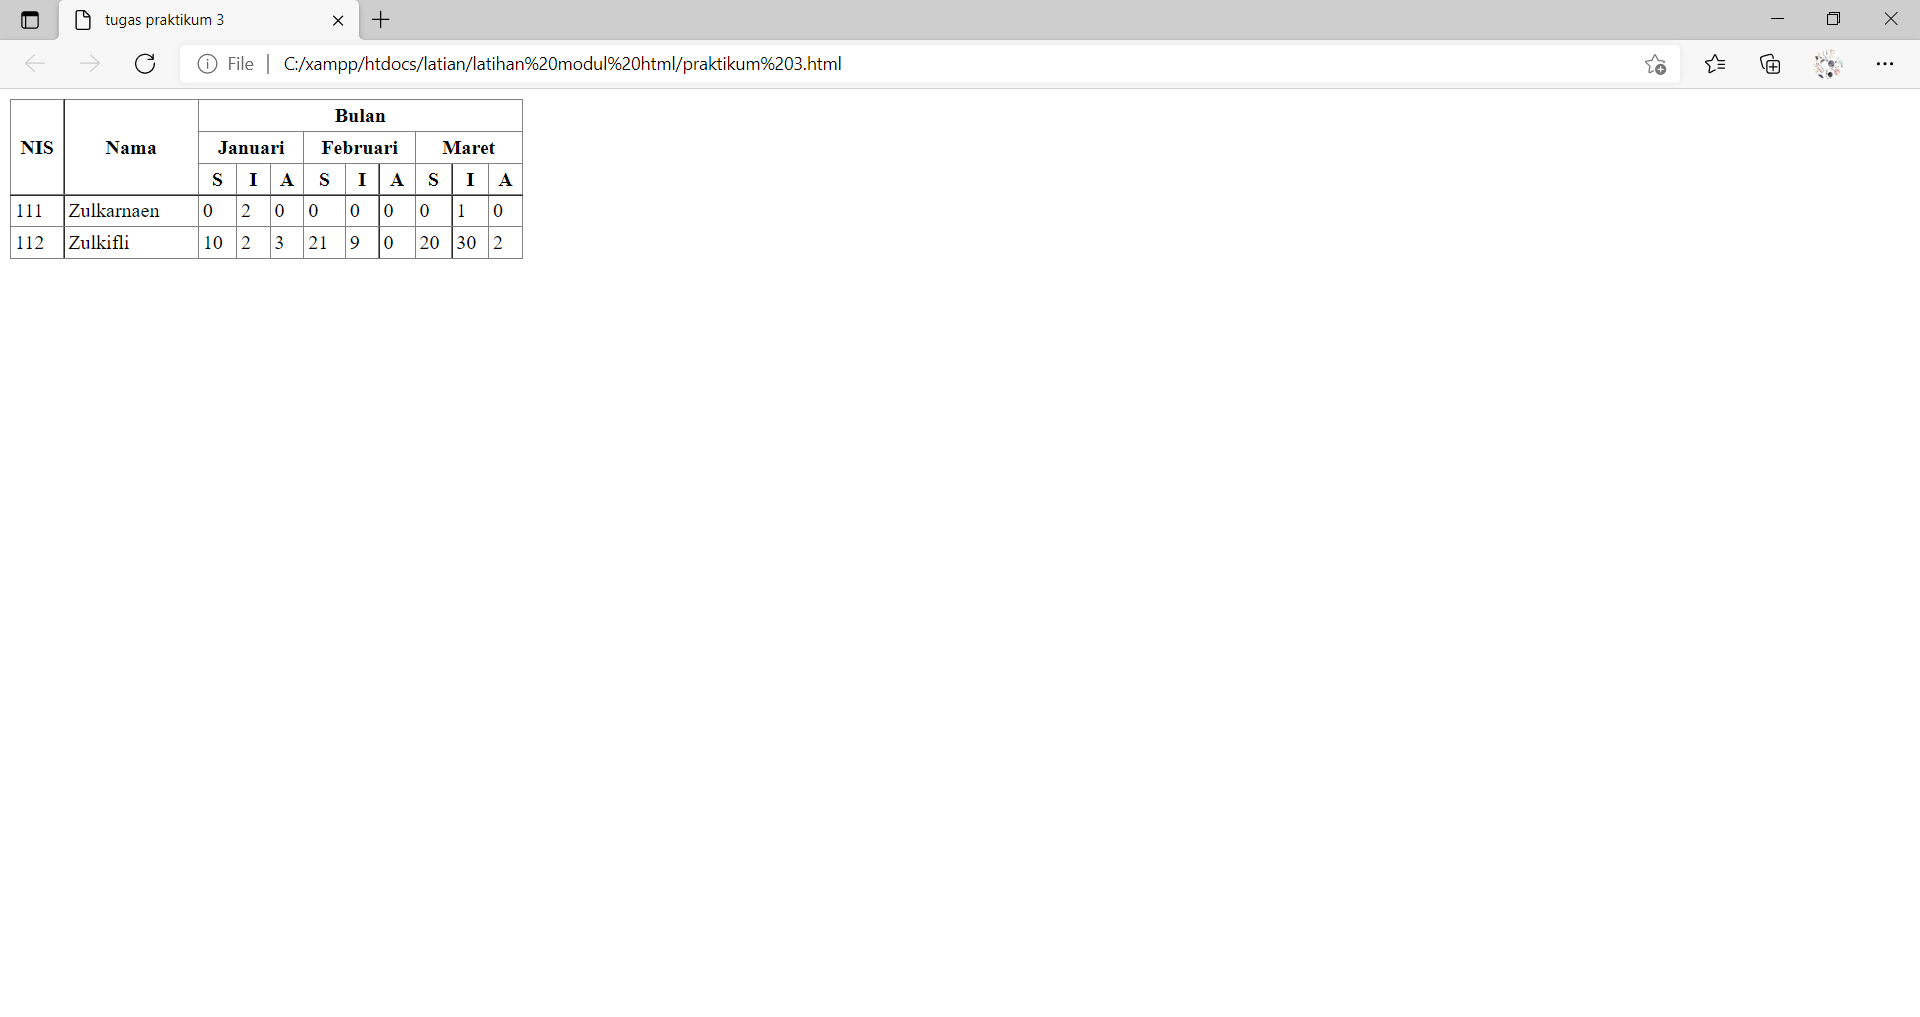 tugas praktikum 3
File C:/xampp/htdocs/latian/latihan%20modul%20html/praktikum%203.html
NIS Nama Bulan
Januari Februari Maret
S I A S I A S I A
111 Zulkarnaen 0 2 0 0 0 0 0 1 0
112 Zulkifli 10 2 3 21 9 0 20 30 2